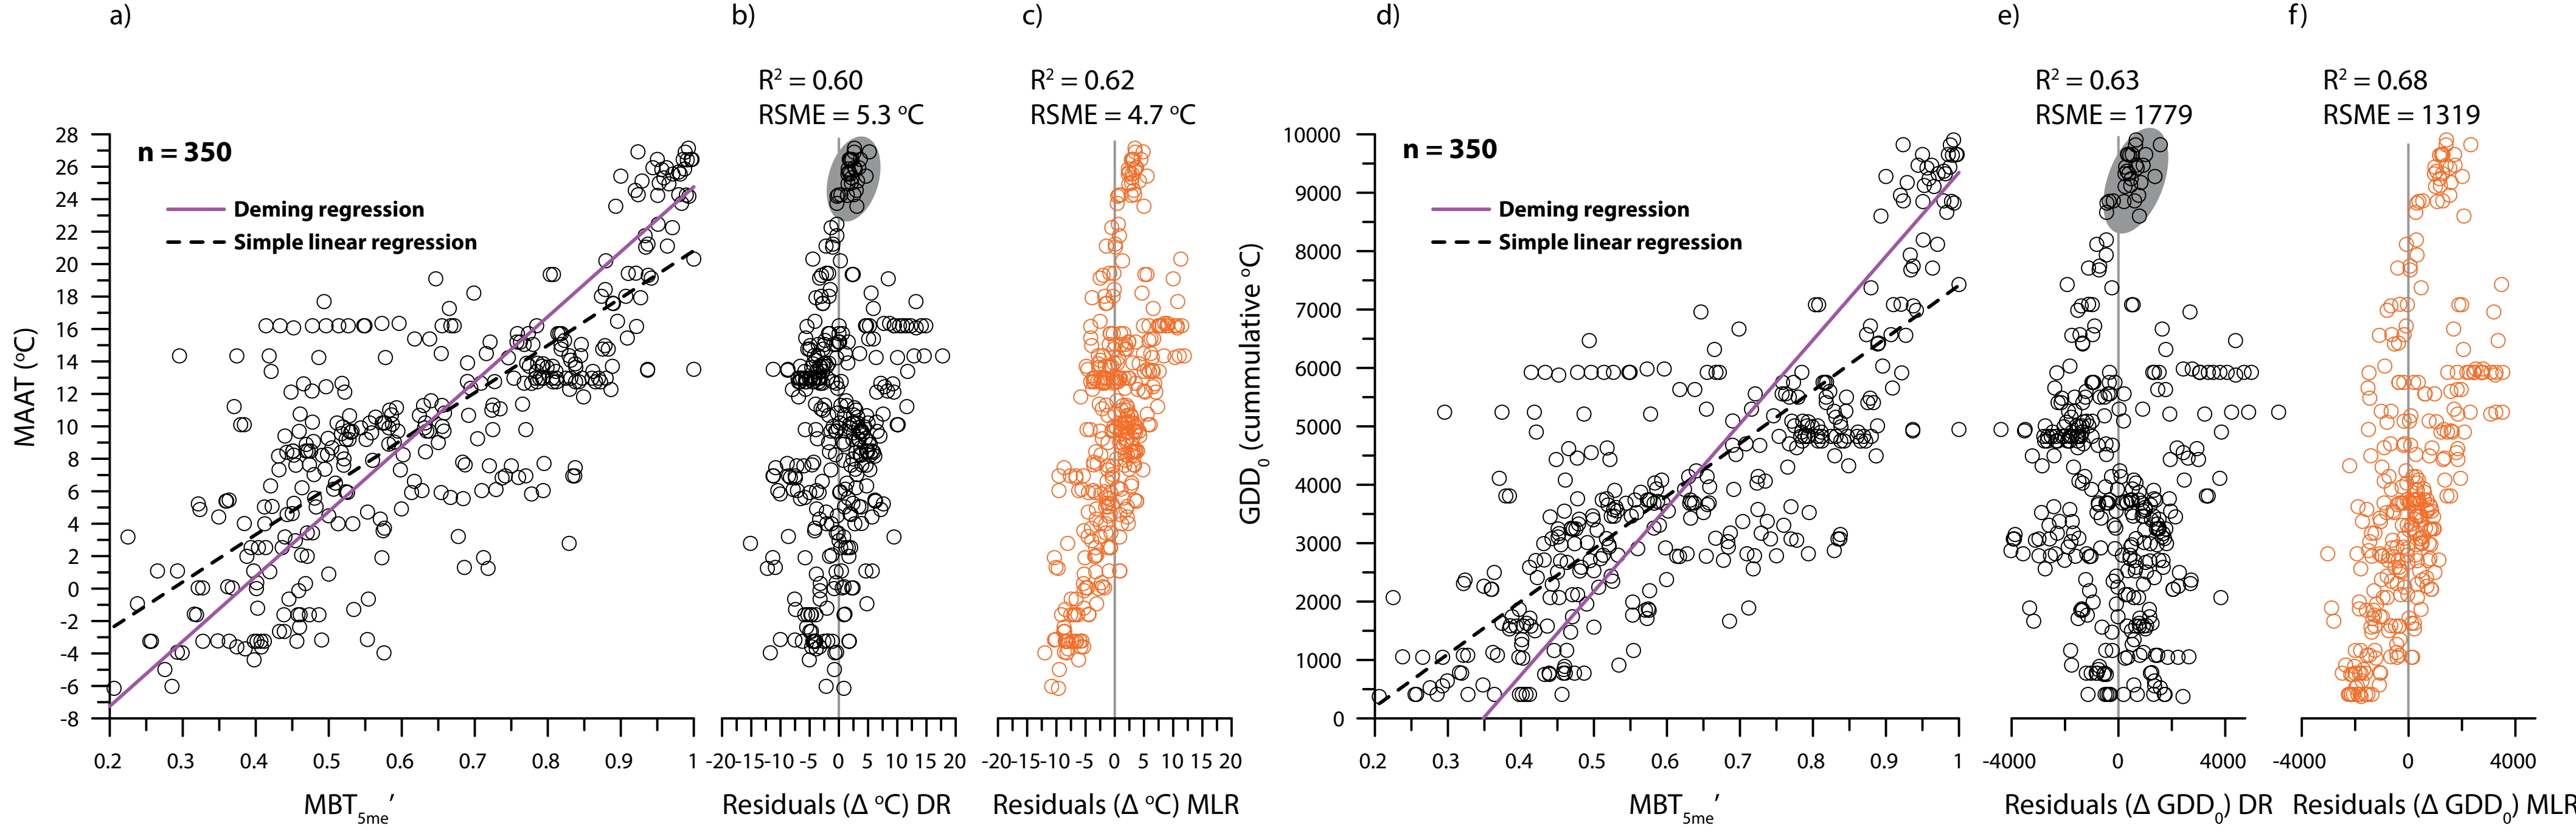 a)
b)
c)
d)
e)
f)
R² = 0.60
RSME = 5.3 °C
R² = 0.62
RSME = 4.7 °C
R² = 0.63
RSME = 1779
R² = 0.68
RSME = 1319
MAAT (°C)
28
26
24
22
20
18
16
14
12
10
8
6
4
2
0
-2
-4
-6
-8
n = 350
Deming regression
Simple linear regression
0.2 0.3 0.4 0.5 0.6 0.7 0.8 0.9 1
MBT5me′
-20 -15 -10 -5 0 5 10 15 20
Residuals (Δ °C) DR
-20 -15 -10 -5 0 5 10 15 20
Residuals (Δ °C) MLR
GDD₀ (cummulative °C)
10000
9000
8000
7000
6000
5000
4000
3000
2000
1000
0
n = 350
Deming regression
Simple linear regression
0.2 0.3 0.4 0.5 0.6 0.7 0.8 0.9 1
MBT5me′
-4000 0 4000
Residuals (Δ GDD₀) DR
-4000 0 4000
Residuals (Δ GDD₀) MLR